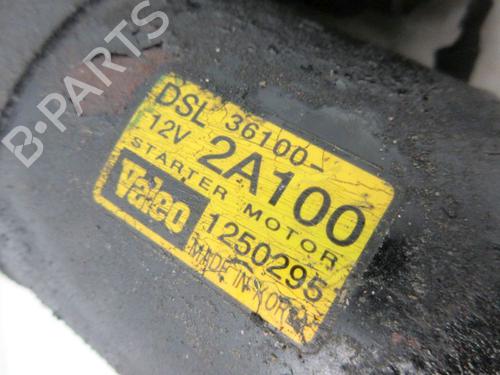 B-PARTS
DSL 36100-
12V 2A100
STARTER MOTOR
Valeo 1250295
MADE IN KOREA